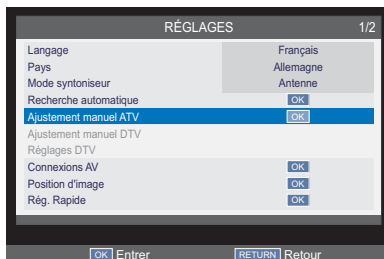 RÉGLAGES 1/2
Langage Français
Pays Allemagne
Mode syntoniseur Antenne
Recherche automatique OK
Ajustement manuel ATV OK
Ajustement manuel DTV
Réglages DTV
Connexions AV OK
Position d'image OK
Rég. Rapide OK
OK Entrer RETURN Retour